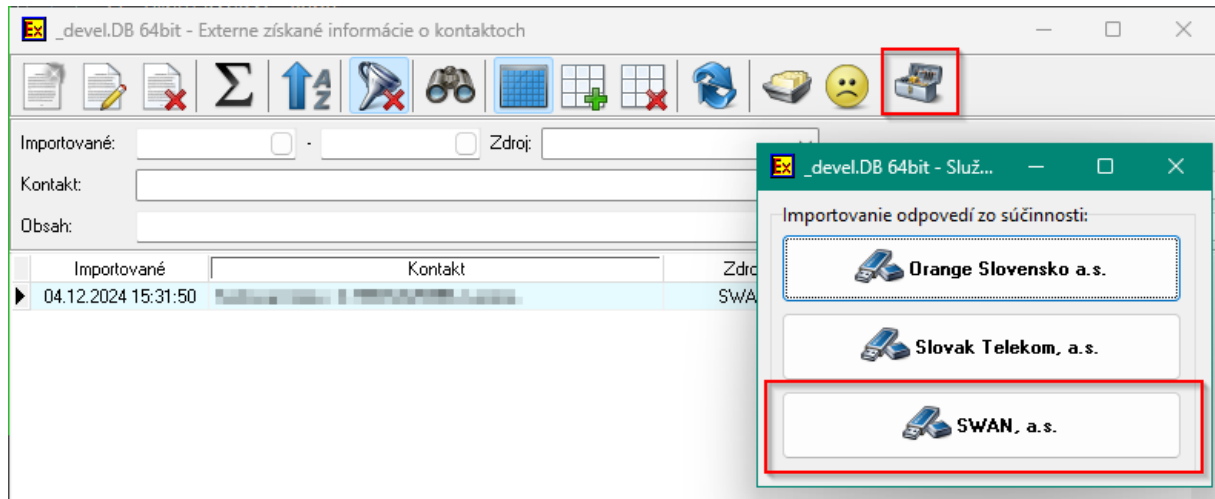 Ex _devel.DB 64bit - Externe získané informácie o kontaktoch
Importované: - Zdroj:
Kontakt:
Obsah:
Importované Kontakt Zdro
04.12.2024 15:31:50 SWA
Ex _devel.DB 64bit - Služ...
Importovanie odpovedí zo súčinnosti:
Orange Slovensko a.s.
Slovak Telekom, a.s.
SWAN, a.s.